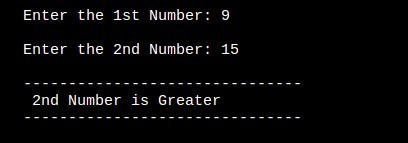 Enter the 1st Number: 9
Enter the 2nd Number: 15
-------------------------------
2nd Number is Greater
-------------------------------